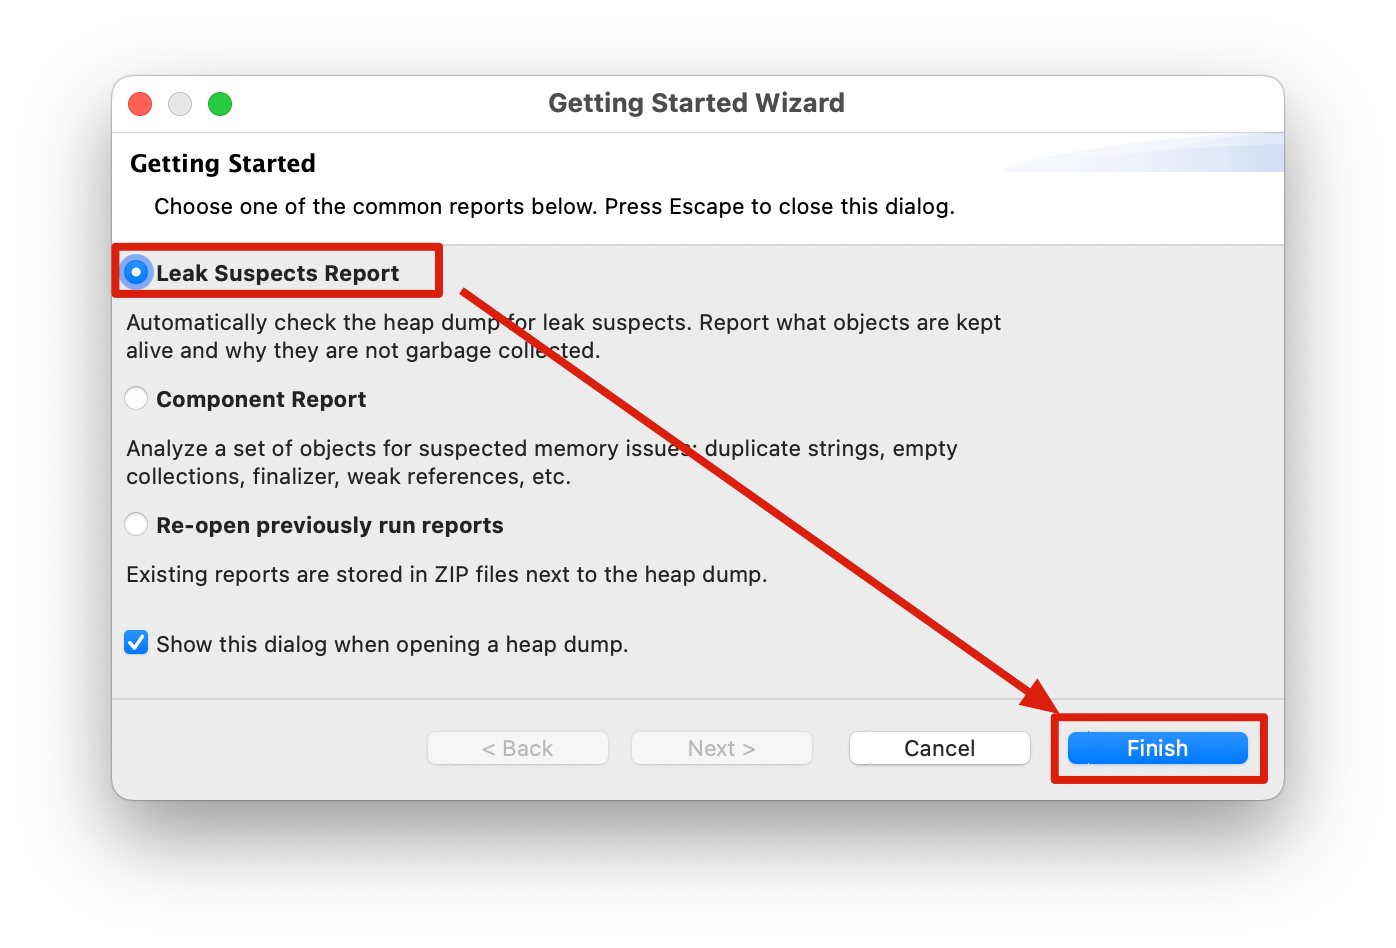 Getting Started Wizard
Getting Started
Choose one of the common reports below. Press Escape to close this dialog.
Leak Suspects Report
Automatically check the heap dump for leak suspects. Report what objects are kept
alive and why they are not garbage collected.
Component Report
Analyze a set of objects for suspected memory issues: duplicate strings, empty
collections, finalizer, weak references, etc.
Re-open previously run reports
Existing reports are stored in ZIP files next to the heap dump.
Show this dialog when opening a heap dump.
< Back Next > Cancel Finish